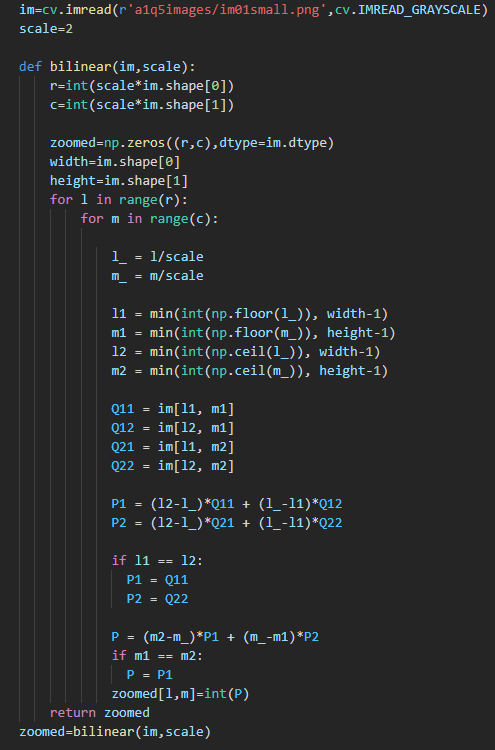 im=cv.imread(r'a1q5images/im01small.png',cv.IMREAD_GRAYSCALE)
scale=2

def bilinear(im,scale):
    r=int(scale*im.shape[0])
    c=int(scale*im.shape[1])

    zoomed=np.zeros((r,c),dtype=im.dtype)
    width=im.shape[0]
    height=im.shape[1]
    for l in range(r):
        for m in range(c):

            l_ = l/scale
            m_ = m/scale

            l1 = min(int(np.floor(l_)), width-1)
            m1 = min(int(np.floor(m_)), height-1)
            l2 = min(int(np.ceil(l_)), width-1)
            m2 = min(int(np.ceil(m_)), height-1)

            Q11 = im[l1, m1]
            Q12 = im[l2, m1]
            Q21 = im[l1, m2]
            Q22 = im[l2, m2]

            P1 = (l2-l_)*Q11 + (l_-l1)*Q12
            P2 = (l2-l_)*Q21 + (l_-l1)*Q22

            if l1 == l2:
              P1 = Q11
              P2 = Q22

            P = (m2-m_)*P1 + (m_-m1)*P2
            if m1 == m2:
              P = P1
            zoomed[l,m]=int(P)
    return zoomed
zoomed=bilinear(im,scale)